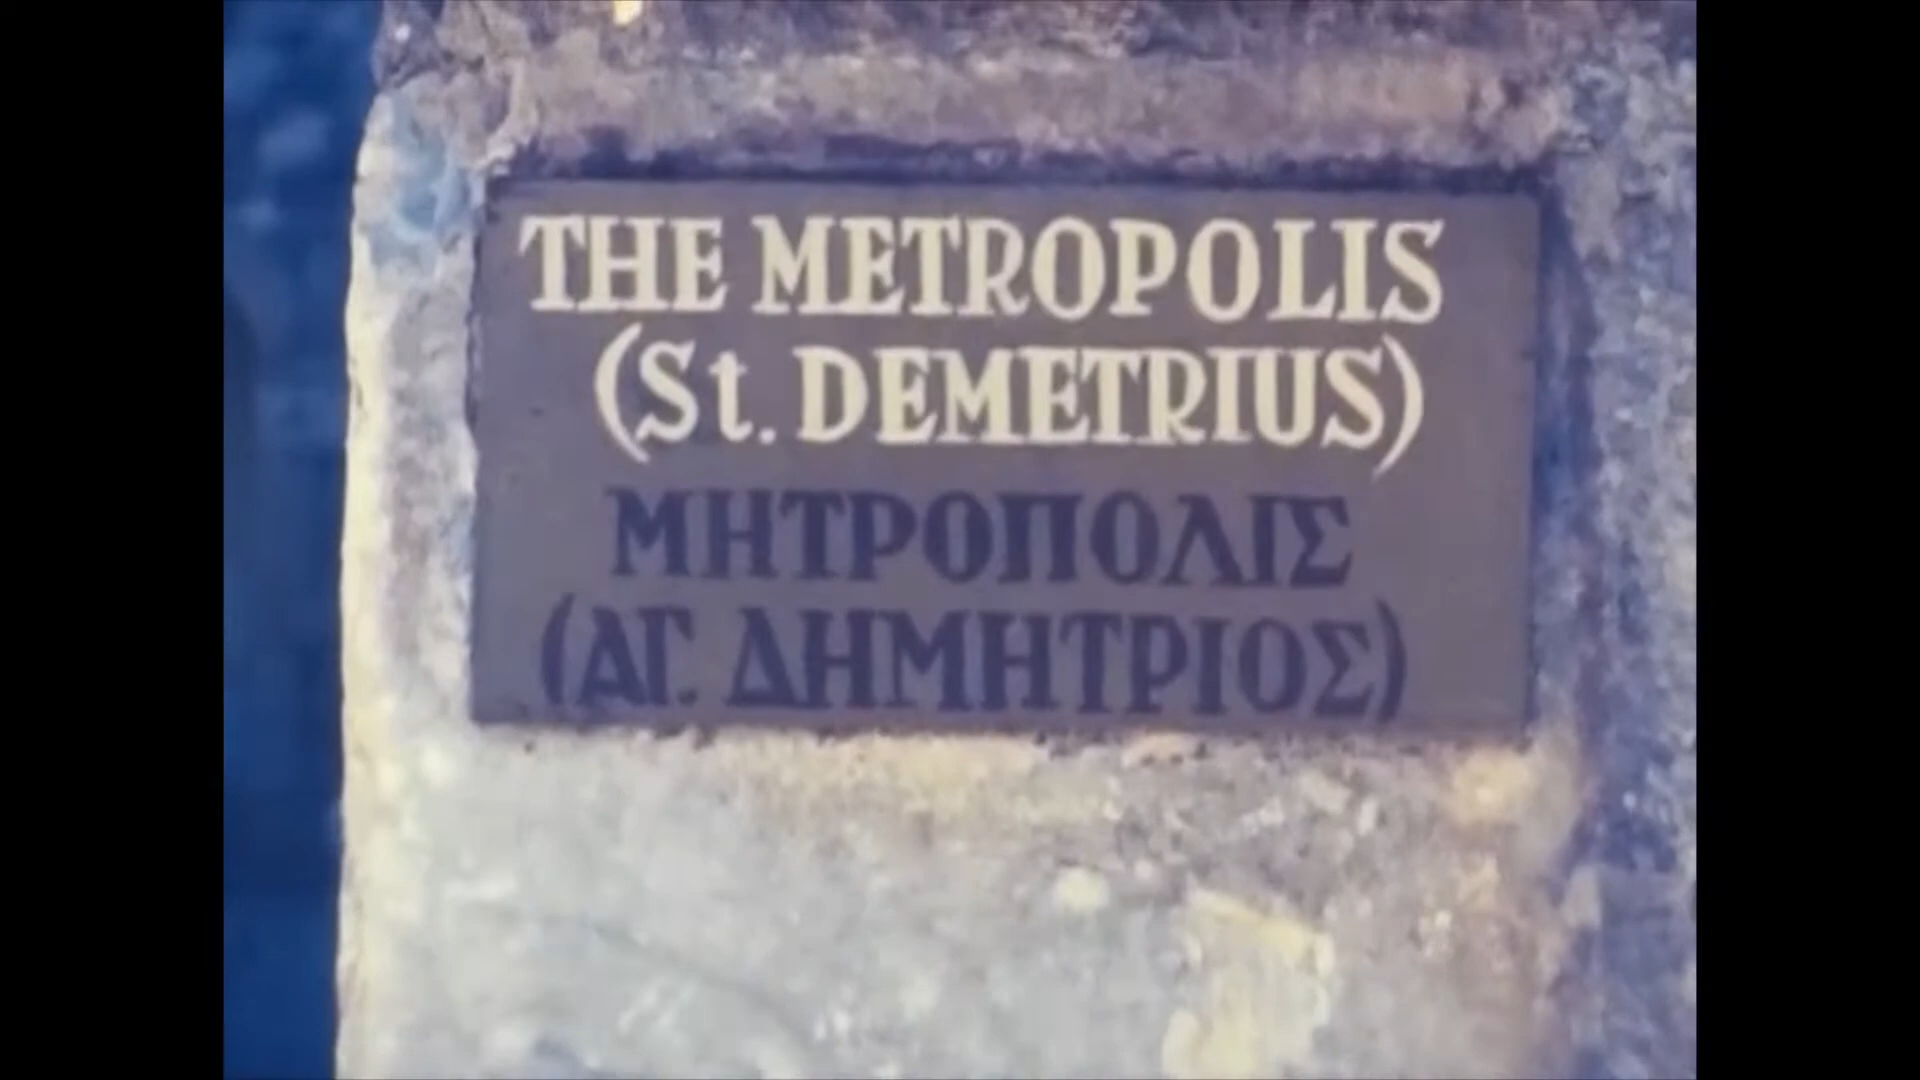 THE METROPOLIS
(St. DEMETRIUS)
ΜΗΤΡΟΠΟΛΙΣ
(ΑΓ. ΔΗΜΗΤΡΙΟΣ)